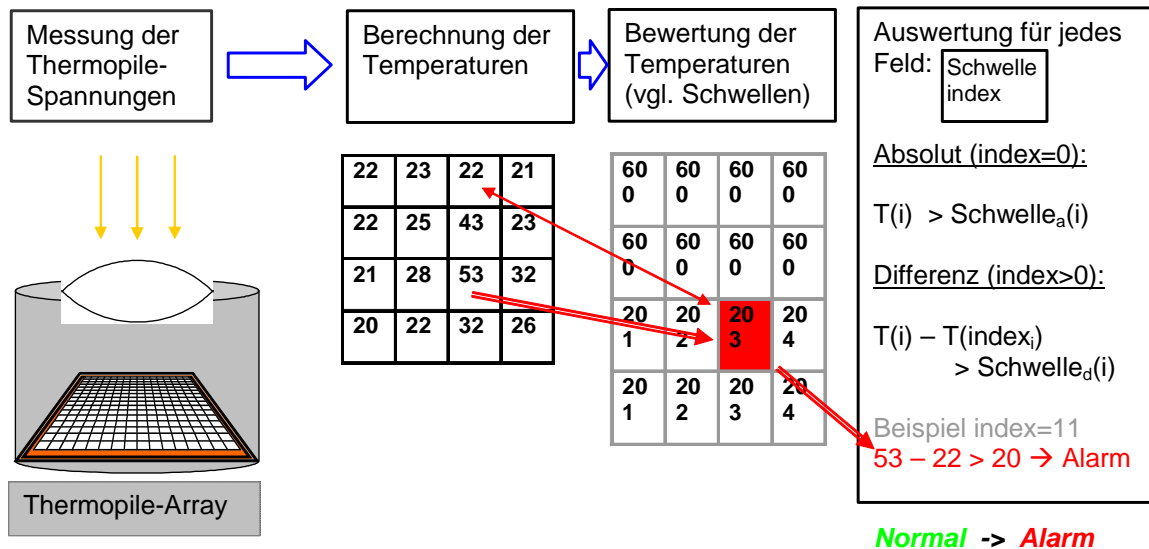 Messung der
Thermopile-
Spannungen
Berechnung der
Temperaturen
Bewertung der
Temperaturen
(vgl. Schwellen)
Auswertung für jedes
Feld:
Schwelle
index
22 23 22 21
22 25 43 23
21 28 53 32
20 22 32 26
60 60 60 60
0 0 0 0
60 60 60 60
0 0 0 0
20 20 20 20
1 2 3 4
20 20 20 20
1 2 3 4
Absolut (index=0):
T(i) > Schwelleₐ(i)
Differenz (index>0):
T(i) – T(indexᵢ)
> Schwelle_d(i)
Beispiel index=11
53 – 22 > 20 → Alarm
Thermopile-Array
Normal -> Alarm